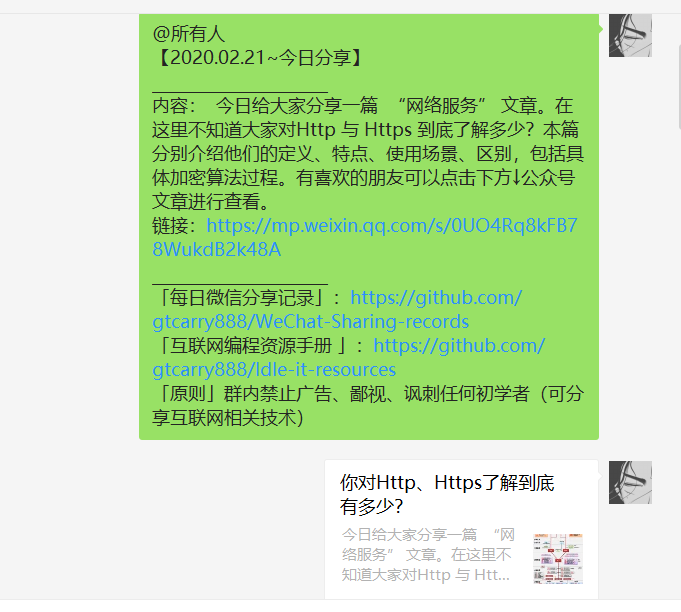 @所有人
【2020.02.21~今日分享】
____________________
内容： 今日给大家分享一篇 “网络服务” 文章。在
这里不知道大家对Http 与 Https 到底了解多少？本篇
分别介绍他们的定义、特点、使用场景、区别，包括具
体加密算法过程。有喜欢的朋友可以点击下方↓公众号
文章进行查看。
链接：https://mp.weixin.qq.com/s/0UO4Rq8kFB7
8WukdB2k48A
____________________
「每日微信分享记录」：https://github.com/
gtcarry888/WeChat-Sharing-records
「互联网编程资源手册 」：https://github.com/
gtcarry888/Idle-it-resources
「原则」群内禁止广告、鄙视、讽刺任何初学者（可分
享互联网相关技术）
你对Http、Https了解到底
有多少？
今日给大家分享一篇 “网
络服务” 文章。在这里不
知道大家对Http 与 Htt...